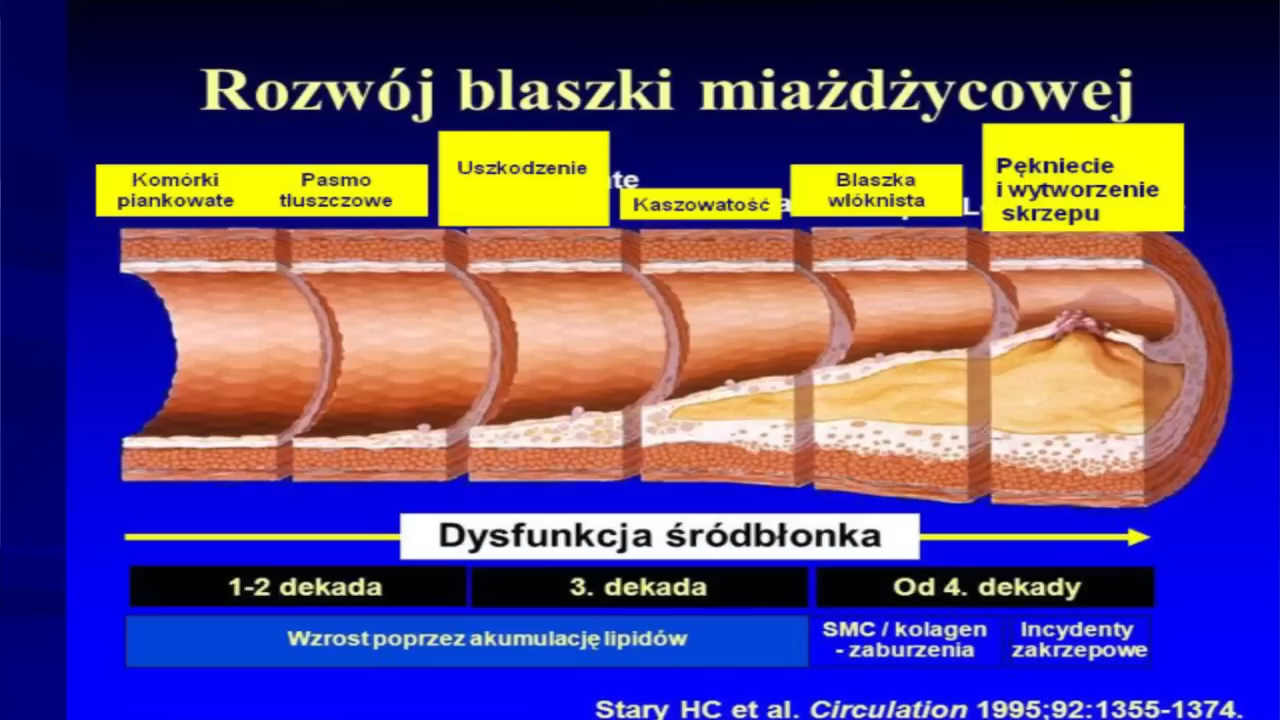 Rozwój blaszki miażdżycowej
Komórki
piankowate
Pasmo
tłuszczowe
Uszkodzenie
Kaszowatość
Blaszka
włóknista
Pękniecie
i wytworzenie
skrzepu
Dysfunkcja śródbłonka
1-2 dekada
3. dekada
Od 4. dekady
Wzrost poprzez akumulację lipidów
SMC / kolagen
- zaburzenia
Incydenty
zakrzepowe
Stary HC et al. Circulation 1995;92:1355-1374.